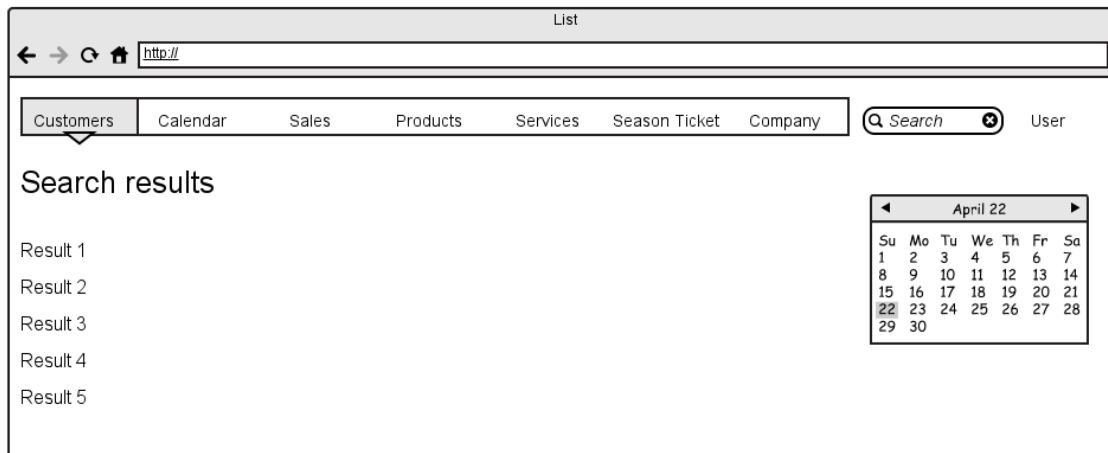 List
http://
Customers Calendar Sales Products Services Season Ticket Company Search User
Search results
Result 1
Result 2
Result 3
Result 4
Result 5
April 22
Su Mo Tu We Th Fr Sa
1 2 3 4 5 6 7
8 9 10 11 12 13 14
15 16 17 18 19 20 21
22 23 24 25 26 27 28
29 30